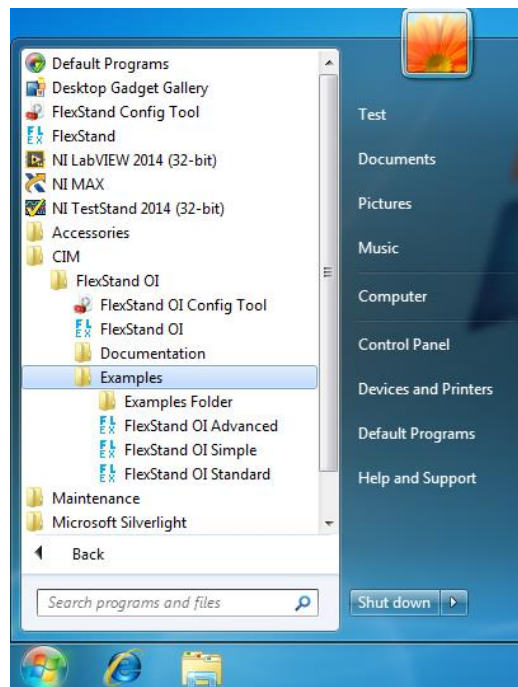 Default Programs
Desktop Gadget Gallery
FlexStand Config Tool
FlexStand
NI LabVIEW 2014 (32-bit)
NI MAX
NI TestStand 2014 (32-bit)
Accessories
CIM
FlexStand OI
FlexStand OI Config Tool
FlexStand OI
Documentation
Examples
Examples Folder
FlexStand OI Advanced
FlexStand OI Simple
FlexStand OI Standard
Maintenance
Microsoft Silverlight
Back
Search programs and files
Test
Documents
Pictures
Music
Computer
Control Panel
Devices and Printers
Default Programs
Help and Support
Shut down